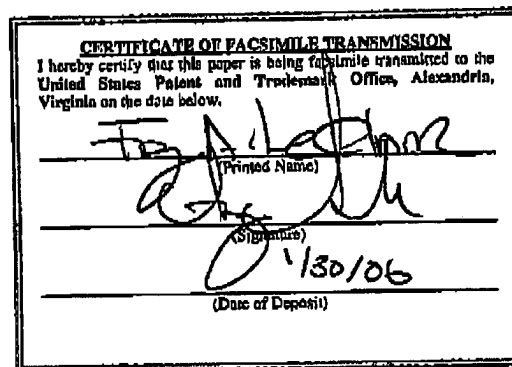 CERTIFICATE OF FACSIMILE TRANSMISSION
I hereby certify that this paper is being facsimile transmitted to the
United States Patent and Trademark Office, Alexandria,
Virginia on the date below.
(Printed Name)
(Signature)
1/30/06
(Date of Deposit)